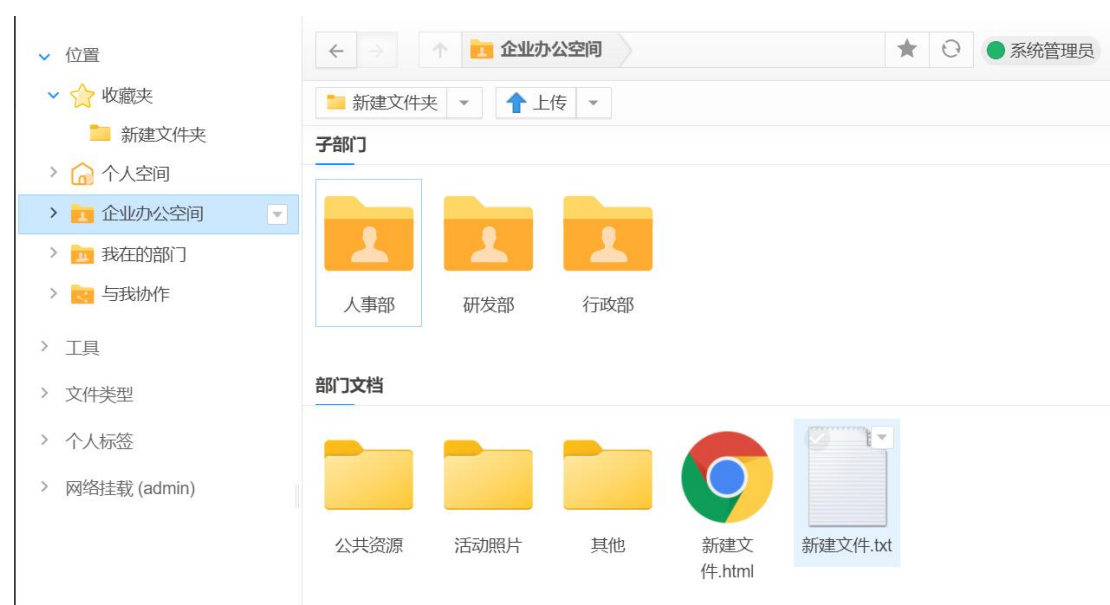 位置
收藏夹
新建文件夹
个人空间
企业办公空间
我在的部门
与我协作
工具
文件类型
个人标签
网络挂载 (admin)
企业办公空间
系统管理员
新建文件夹
上传
子部门
人事部
研发部
行政部
部门文档
公共资源
活动照片
其他
新建文
件.html
新建文件.txt